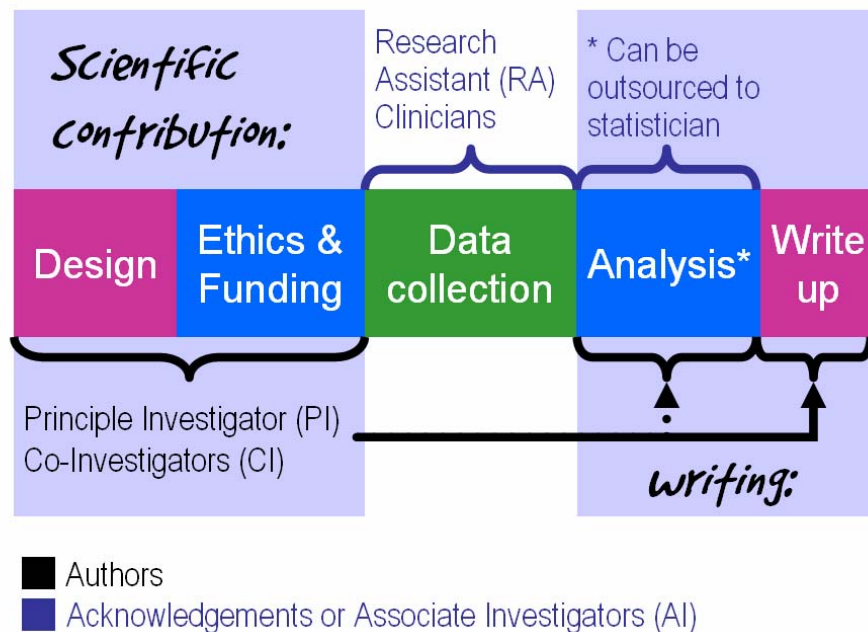 Scientific
contribution:
Research
Assistant (RA)
Clinicians
* Can be
outsourced to
statistician
Design
Ethics &
Funding
Data
collection
Analysis*
Write
up
Principle Investigator (PI)
Co-Investigators (CI)
writing:
Authors
Acknowledgements or Associate Investigators (AI)